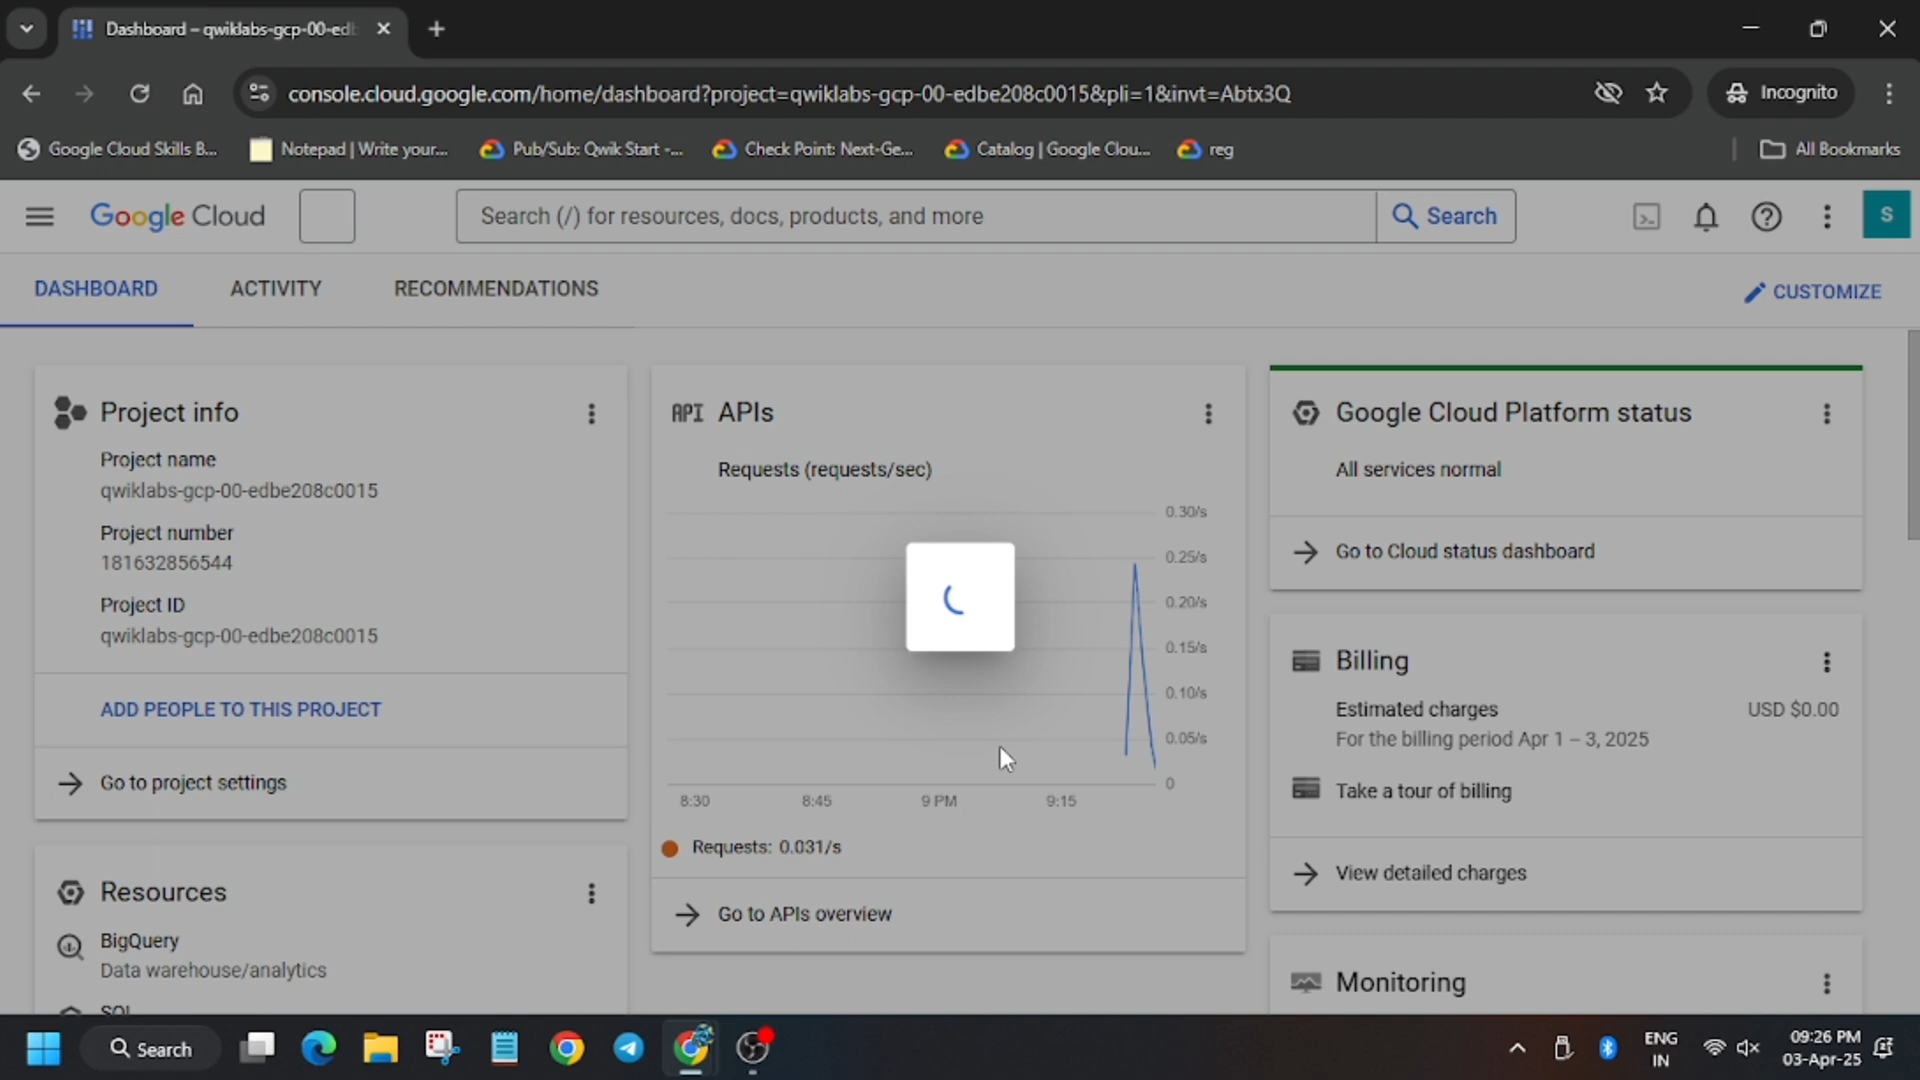 Dashboard – qwiklabs-gcp-00-edb
console.cloud.google.com/home/dashboard?project=qwiklabs-gcp-00-edbe208c0015&pli=1&invt=Abtx3Q
Incognito
Google Cloud Skills B...
Notepad | Write your...
Pub/Sub: Qwik Start -...
Check Point: Next-Ge...
Catalog | Google Clou...
reg
All Bookmarks
Google Cloud
Search (/) for resources, docs, products, and more
Search
S
DASHBOARD
ACTIVITY
RECOMMENDATIONS
CUSTOMIZE
Project info
Project name
qwiklabs-gcp-00-edbe208c0015
Project number
181632856544
Project ID
qwiklabs-gcp-00-edbe208c0015
ADD PEOPLE TO THIS PROJECT
Go to project settings
Resources
BigQuery
Data warehouse/analytics
SQL
API APIs
Requests (requests/sec)
0.30/s
0.25/s
0.20/s
0.15/s
0.10/s
0.05/s
0
8:30
8:45
9 PM
9:15
Requests: 0.031/s
Go to APIs overview
Google Cloud Platform status
All services normal
Go to Cloud status dashboard
Billing
Estimated charges
USD $0.00
For the billing period Apr 1 – 3, 2025
Take a tour of billing
View detailed charges
Monitoring
Search
ENG
IN
09:26 PM
03-Apr-25